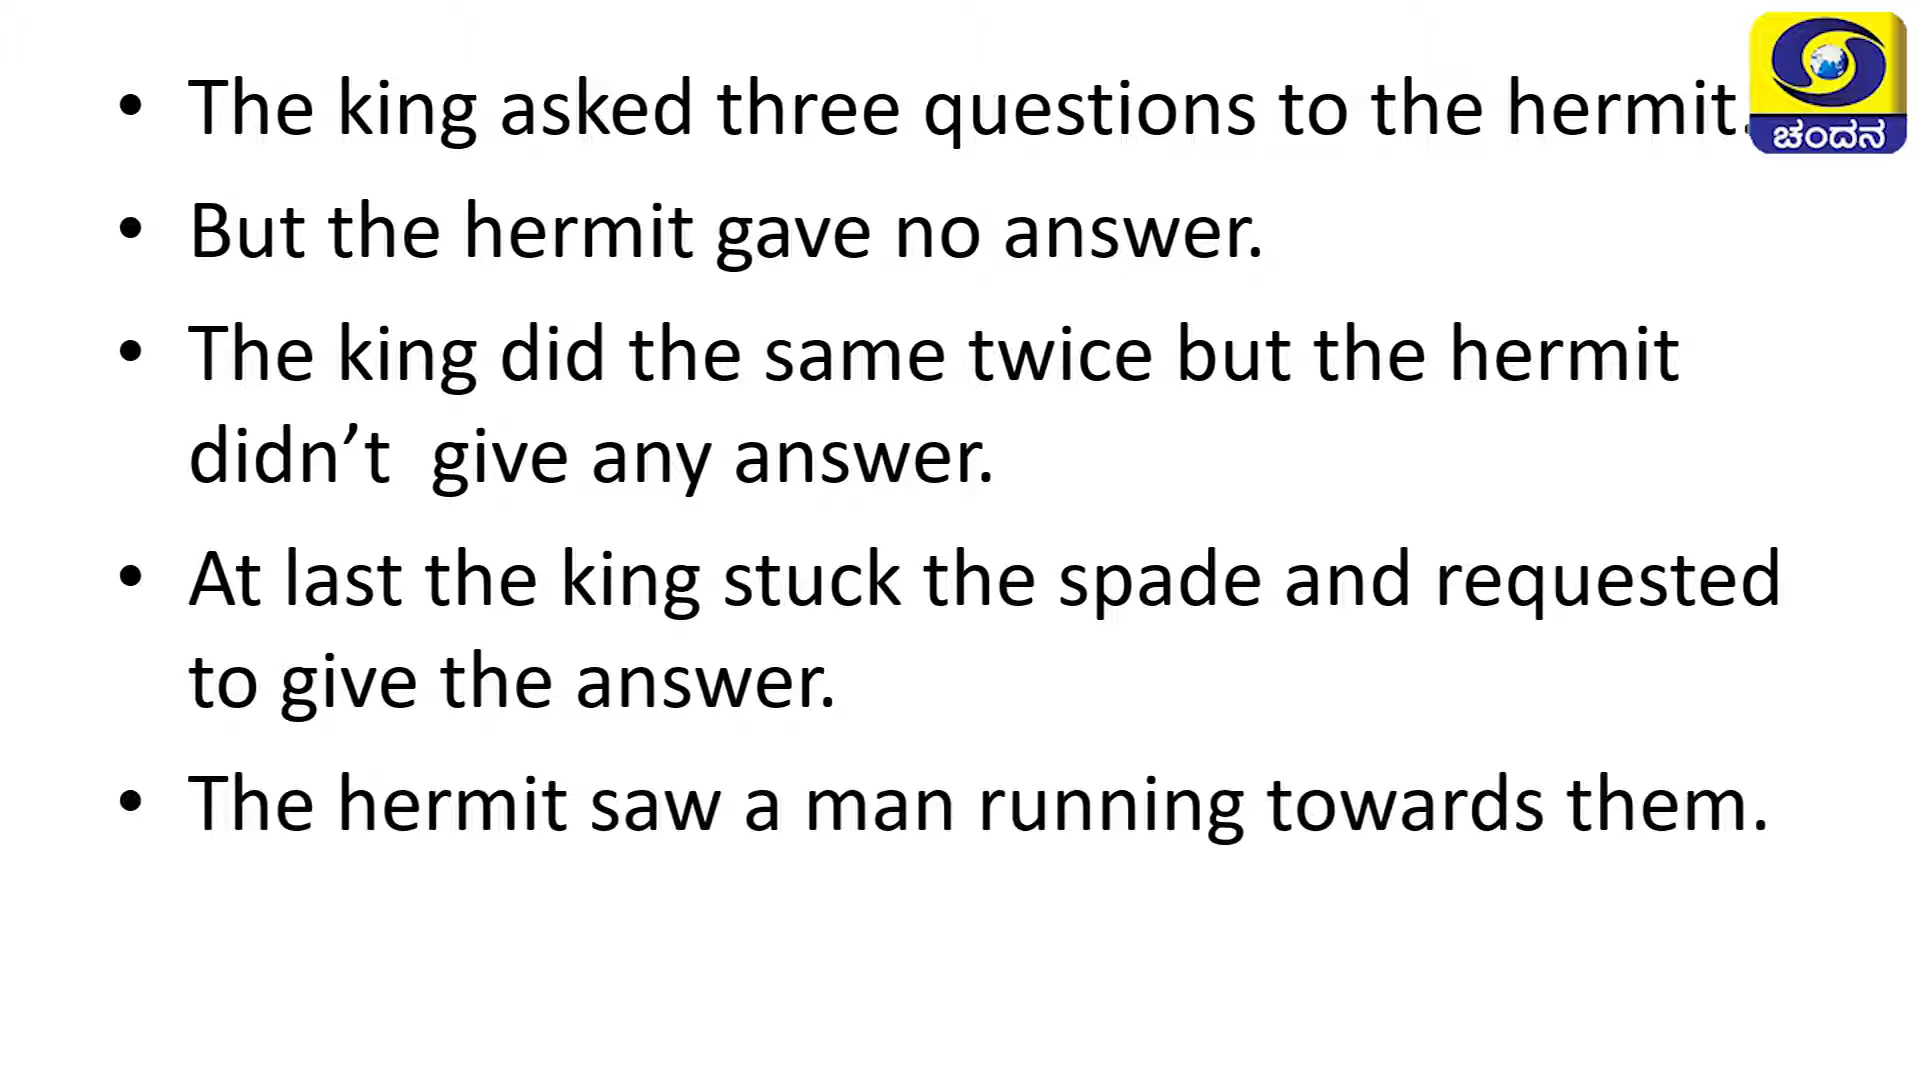 • The king asked three questions to the hermit.
• But the hermit gave no answer.
• The king did the same twice but the hermit
didn’t  give any answer.
• At last the king stuck the spade and requested
to give the answer.
• The hermit saw a man running towards them.
ಚಂದನ